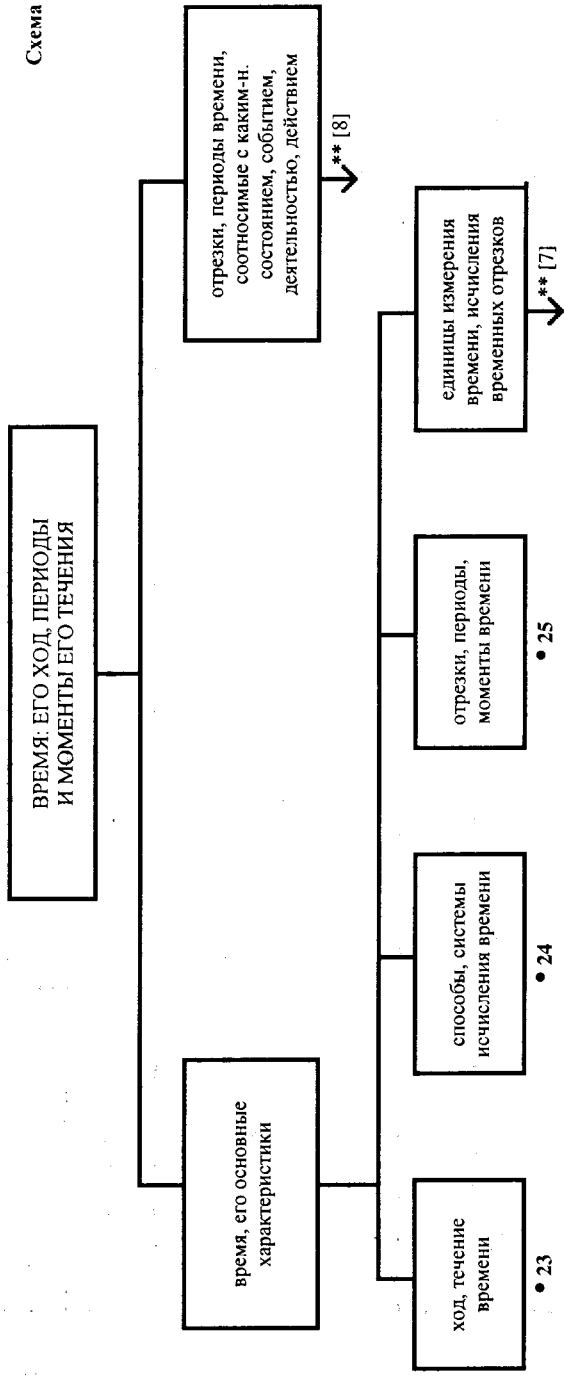 Схема
ВРЕМЯ: ЕГО ХОД, ПЕРИОДЫ
И МОМЕНТЫ ЕГО ТЕЧЕНИЯ
время, его основные
характеристики
отрезки, периоды времени,
соотносимые с каким-н.
состоянием, событием,
деятельностью, действием
** [8]
ход, течение
времени
• 23
способы, системы
исчисления времени
• 24
отрезки, периоды,
моменты времени
• 25
единицы измерения
времени, исчисления
временных отрезков
** [7]